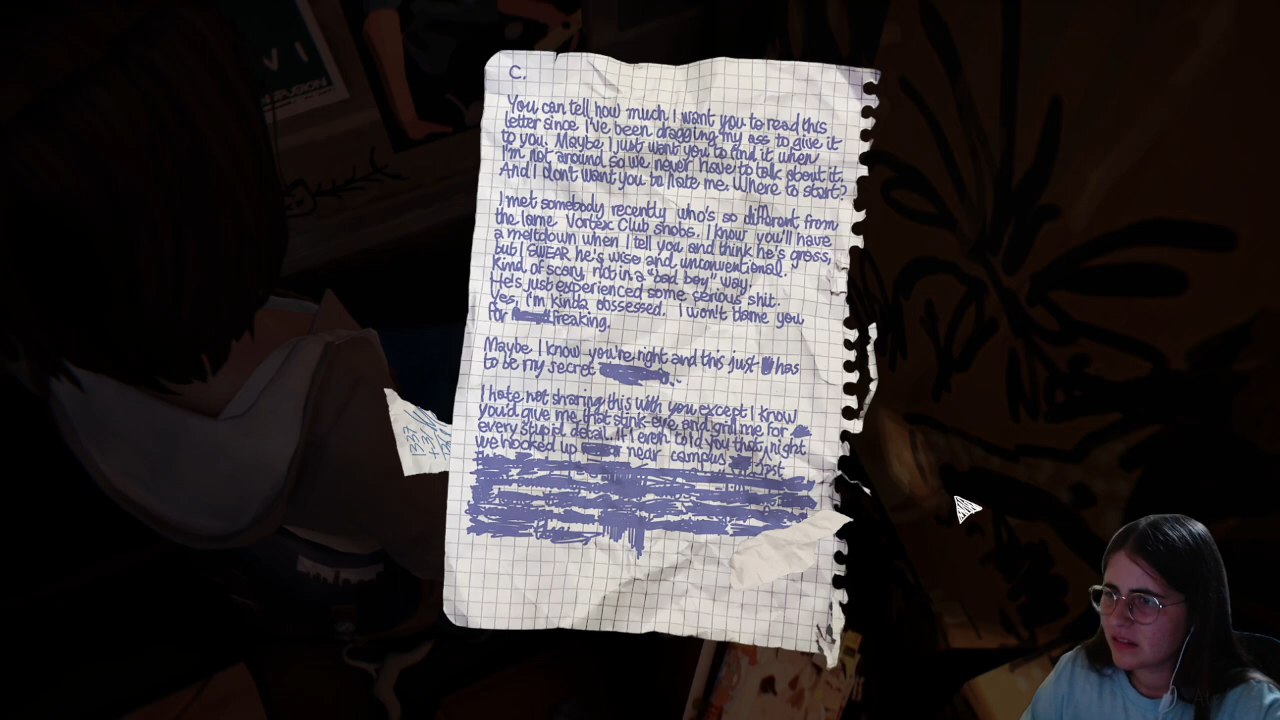 C.
You can tell how much I want you to read this
letter since I've been dragging my ass to give it
to you. Maybe I just want you to find it when
I'm not around so we never have to talk about it.
And I dont want you to hate me. Where to start?
I met somebody recently who's so different from
the lame Vortex Club snobs. I know you'll have
a meltdown when I tell you and think he's gross,
but I SWEAR he's wise and unconventional.
Kind of scary, not in a "bad boy" way.
He's just experienced some serious shit.
Yes, I'm kinda obsessed. I won't blame you
for freaking.
Maybe I know you're right and this just has
to be my secret
I hate not sharing this with you except I know
you'd give me that stink-eye and grill me for
every stupid detail. If I even told you that night
we hooked up near campus Just
1337